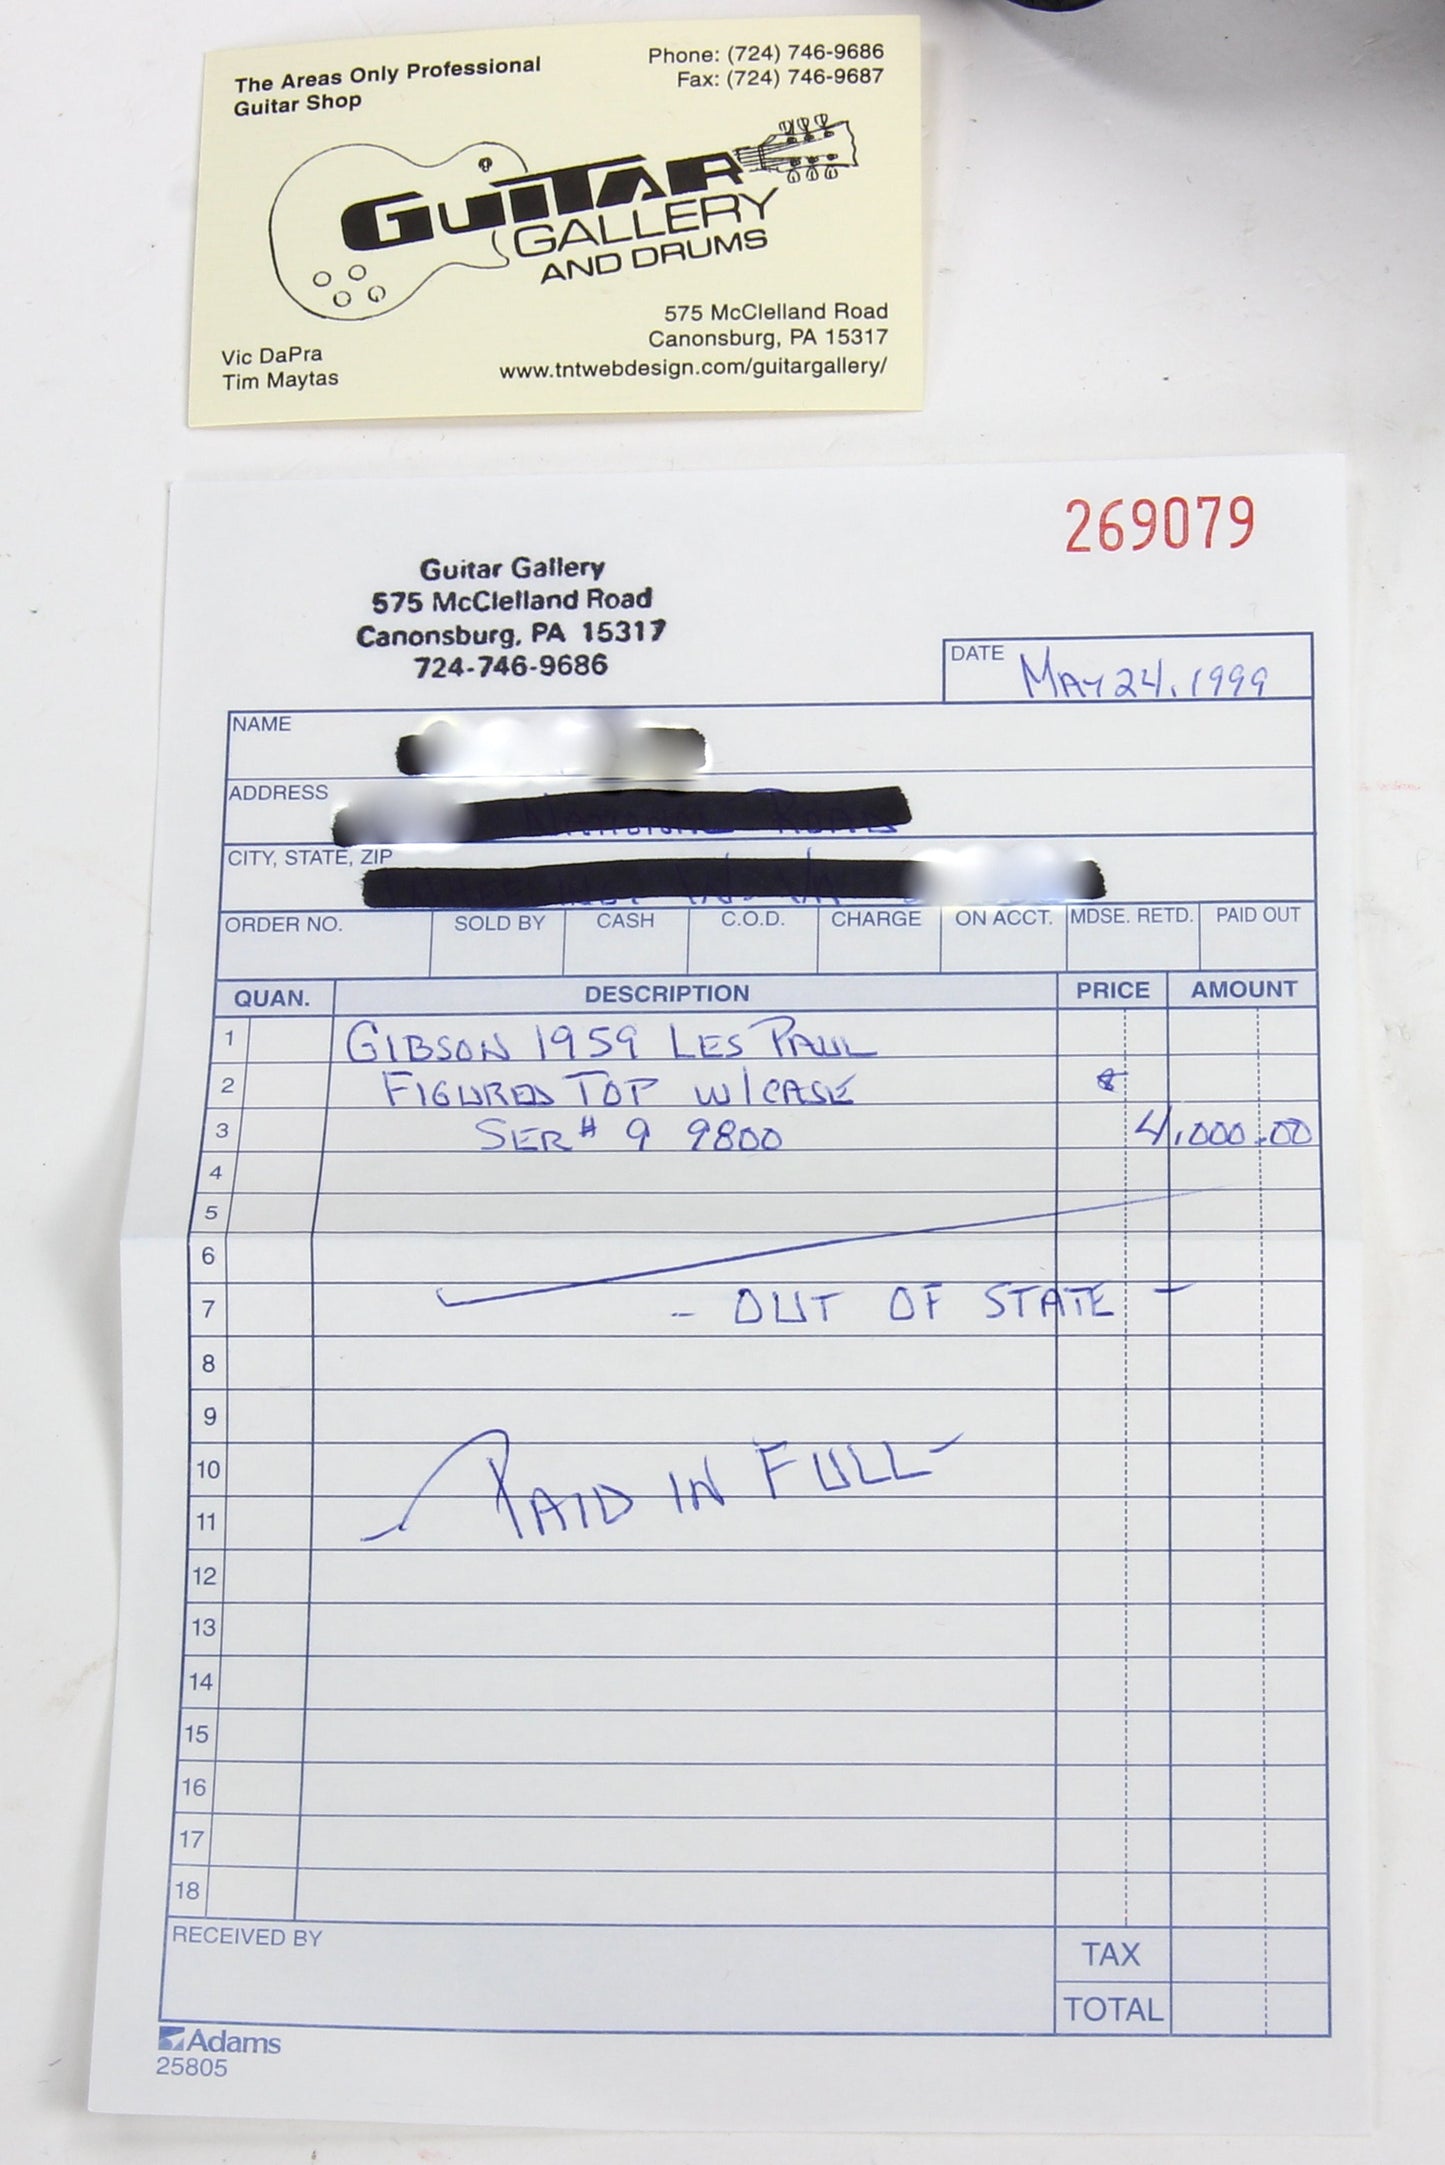 The Areas Only Professional
Guitar Shop
Phone: (724) 746-9686
Fax: (724) 746-9687
GUITAR
GALLERY
AND DRUMS
575 McClelland Road
Canonsburg, PA 15317
www.tntwebdesign.com/guitargallery/
Vic DaPra
Tim Maytas
269079
Guitar Gallery
575 McClelland Road
Canonsburg, PA 15317
724-746-9686
DATE MAY 24, 1999
NAME
ADDRESS
CITY, STATE, ZIP
ORDER NO. SOLD BY CASH C.O.D. CHARGE ON ACCT. MDSE. RETD. PAID OUT
QUAN. DESCRIPTION PRICE AMOUNT
1 GIBSON 1959 LES PAUL
2 FIGURED TOP W/CASE
3 SER # 9 9800 4,000.00
4
5
6
7 - OUT OF STATE -
8
9
10 PAID IN FULL
11
12
13
14
15
16
17
18
RECEIVED BY
TAX
TOTAL
Adams
25805